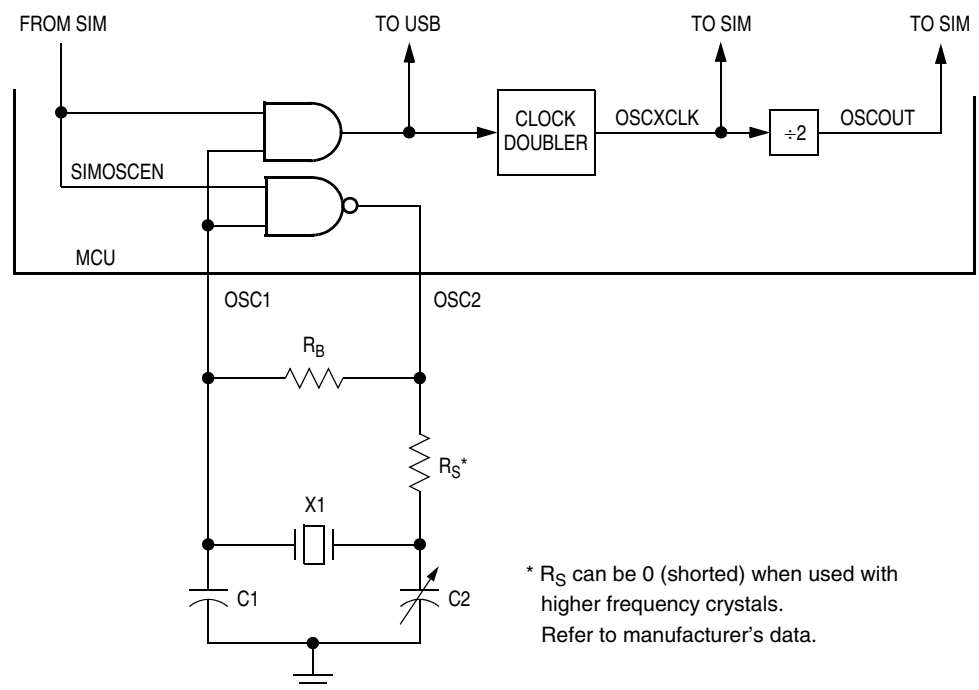 FROM SIM
TO USB
TO SIM
TO SIM
CLOCK
DOUBLER
OSCXCLK
÷2
OSCOUT
SIMOSCEN
MCU
OSC1
OSC2
RB
RS*
X1
C1
C2
* RS can be 0 (shorted) when used with
higher frequency crystals.
Refer to manufacturer's data.